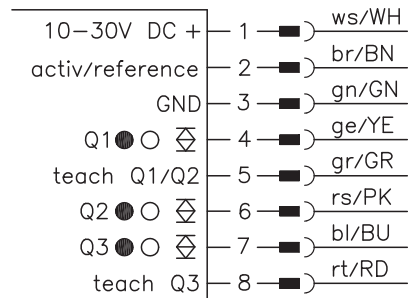 10-30V DC + 1 ws/WH
activ/reference 2 br/BN
GND 3 gn/GN
Q1 4 ge/YE
teach Q1/Q2 5 gr/GR
Q2 6 rs/PK
Q3 7 bl/BU
teach Q3 8 rt/RD